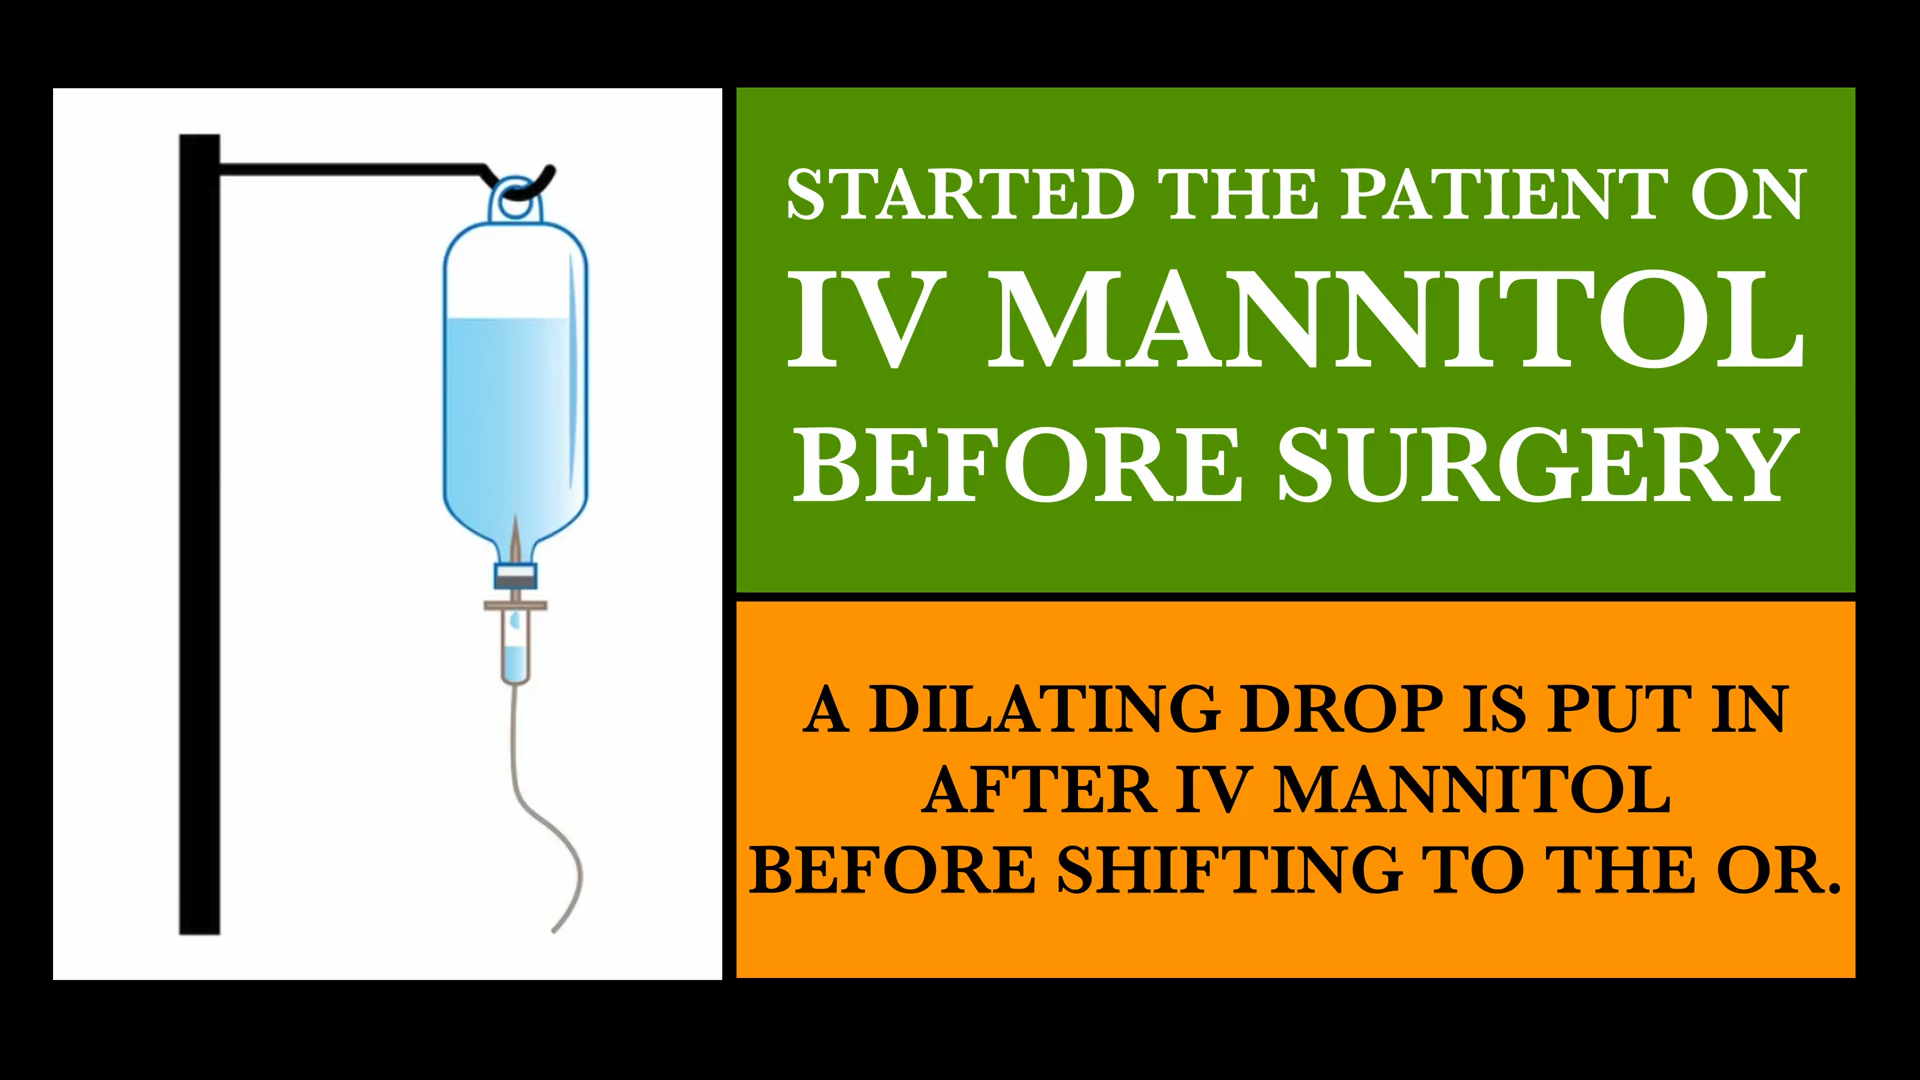 STARTED THE PATIENT ON
IV MANNITOL
BEFORE SURGERY
A DILATING DROP IS PUT IN
AFTER IV MANNITOL
BEFORE SHIFTING TO THE OR.